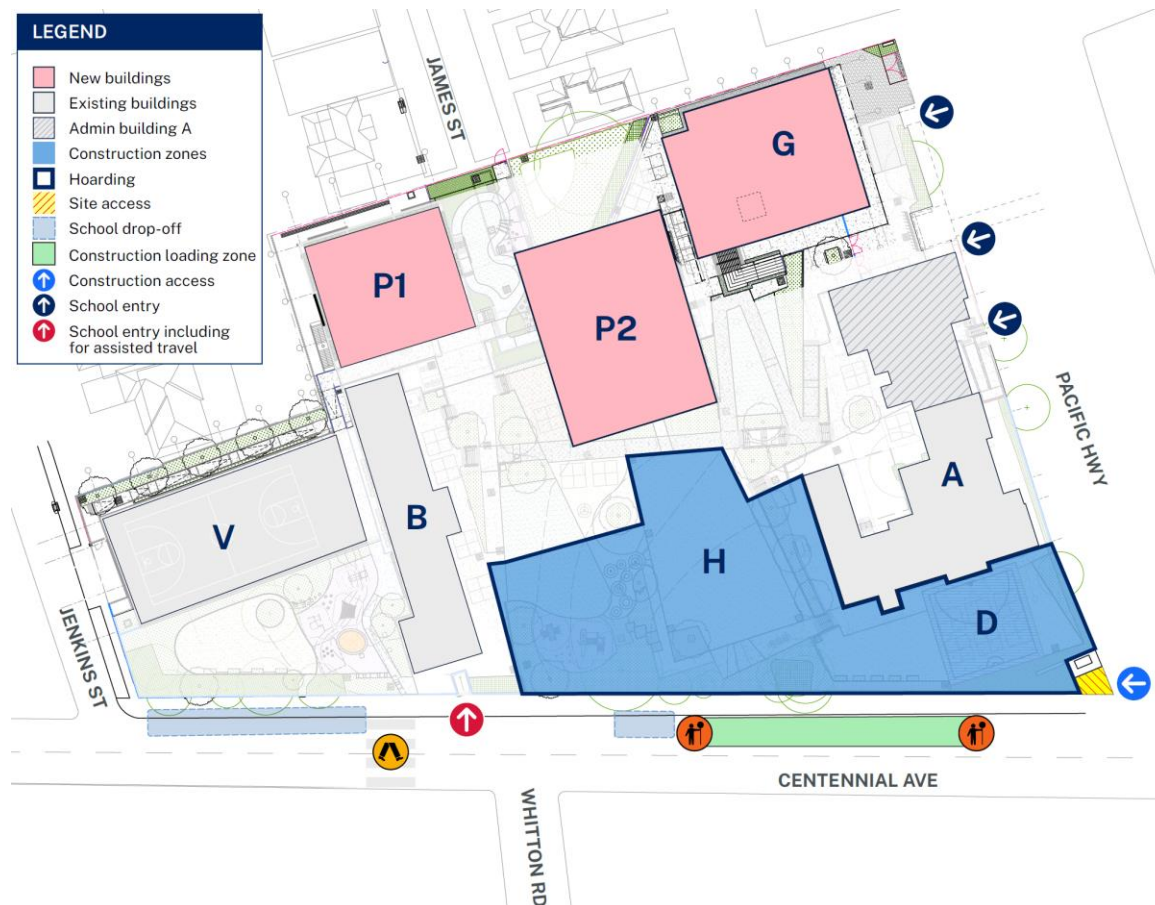 LEGEND
New buildings
Existing buildings
Admin building A
Construction zones
Hoarding
Site access
School drop-off
Construction loading zone
Construction access
School entry
School entry including
for assisted travel
JAMES ST
G
P1
P2
PACIFIC HWY
A
B
V
H
D
JENKINS ST
CENTENNIAL AVE
WHITTON RD